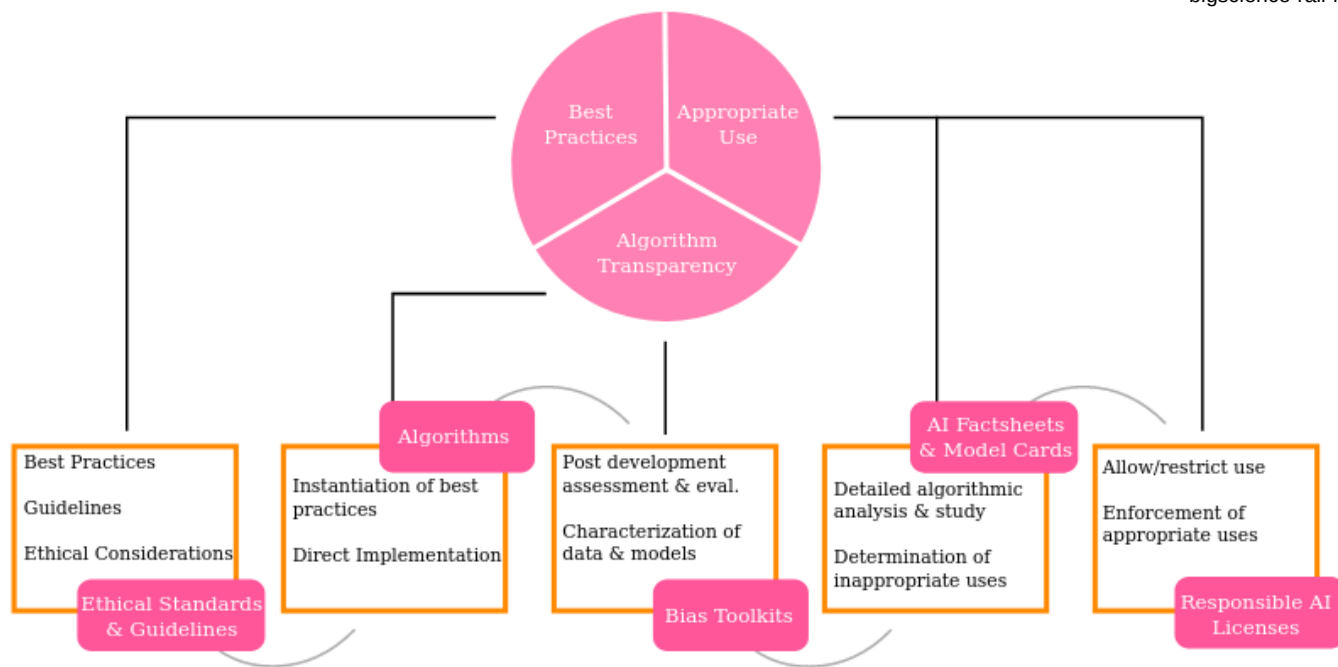 Best
Practices
Appropriate
Use
Algorithm
Transparency
Best Practices
Guidelines
Ethical Considerations
Ethical Standards
& Guidelines
Algorithms
Instantiation of best
practices
Direct Implementation
Post development
assessment & eval.
Characterization of
data & models
Bias Toolkits
AI Factsheets
& Model Cards
Detailed algorithmic
analysis & study
Determination of
inappropriate uses
Allow/restrict use
Enforcement of
appropriate uses
Responsible AI
Licenses